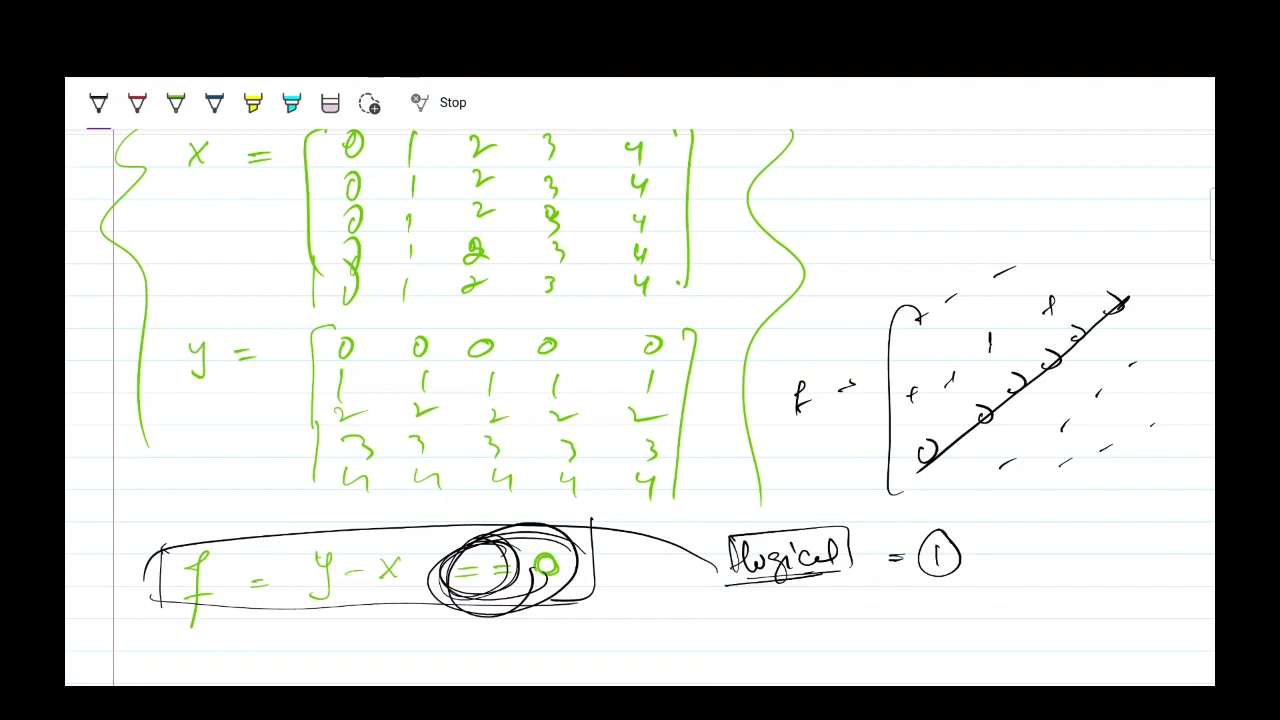 Stop
x = [ 0 1 2 3 4
0 1 2 3 4
0 1 2 3 4
0 1 2 3 4
0 1 2 3 4 ]
y = [ 0 0 0 0 0
1 1 1 1 1
2 2 2 2 2
3 3 3 3 3
4 4 4 4 4 ]
f = y - x == 0
logical = 1
f =